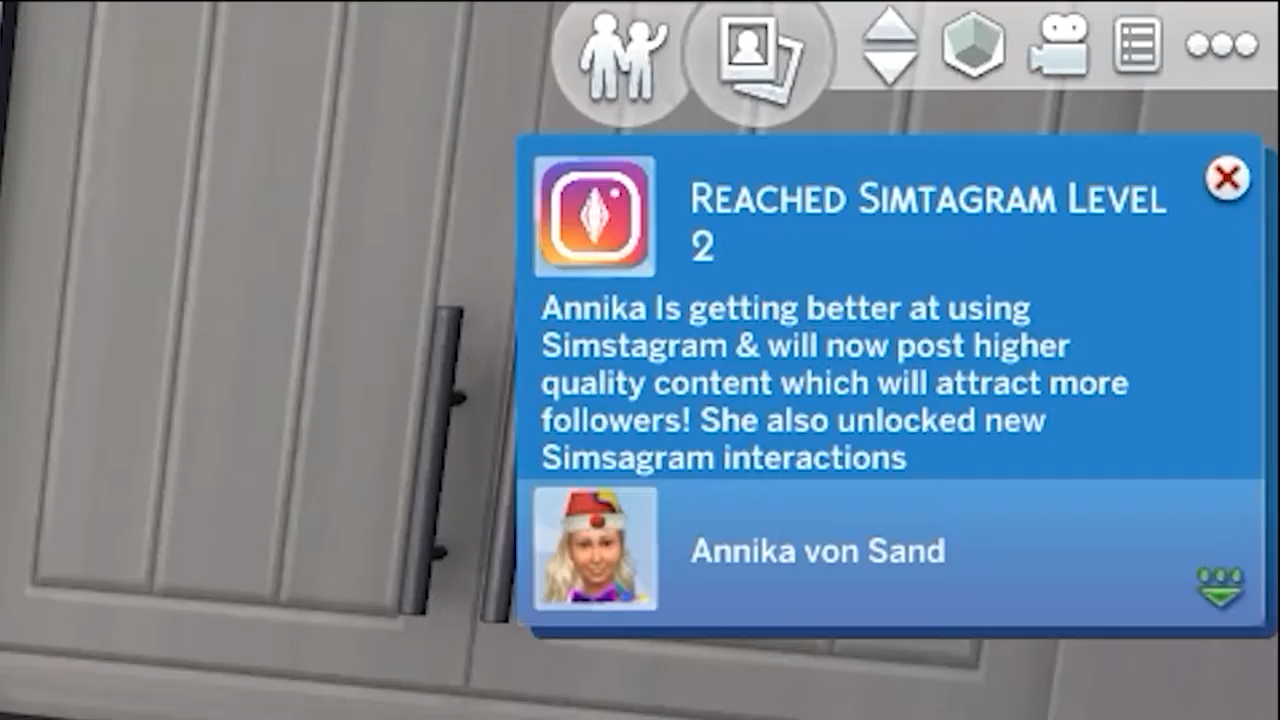 Reached Simtagram Level
2
Annika Is getting better at using
Simstagram & will now post higher
quality content which will attract more
followers! She also unlocked new
Simsagram interactions
Annika von Sand